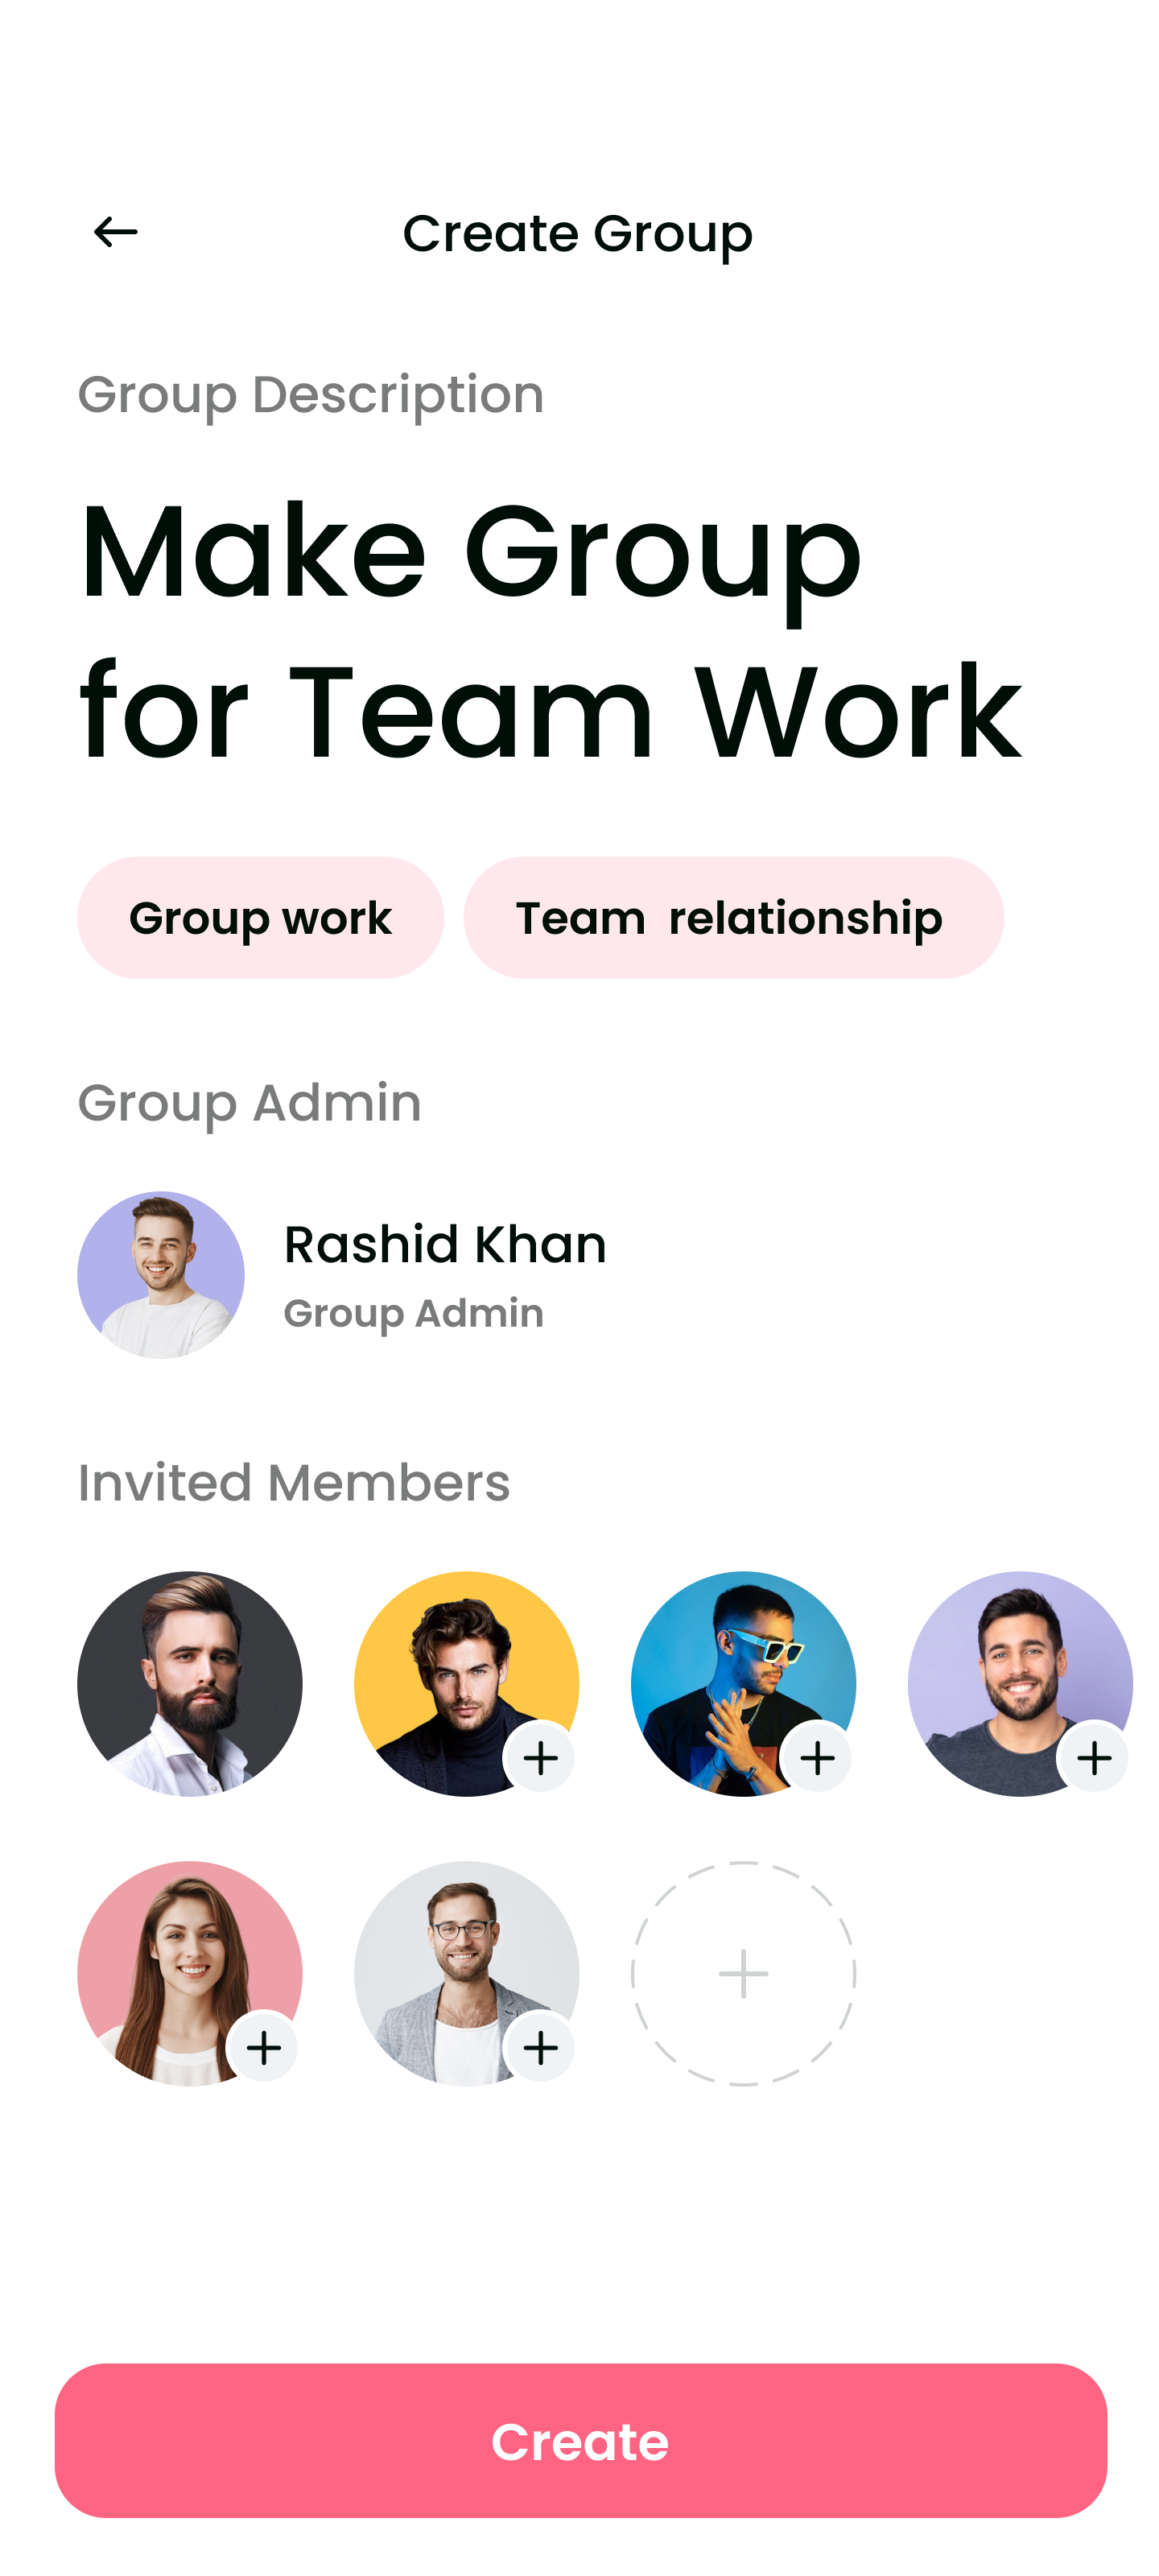 Create Group
Group Description
Make Group
for Team Work
Group work
Team  relationship
Group Admin
Rashid Khan
Group Admin
Invited Members
Create